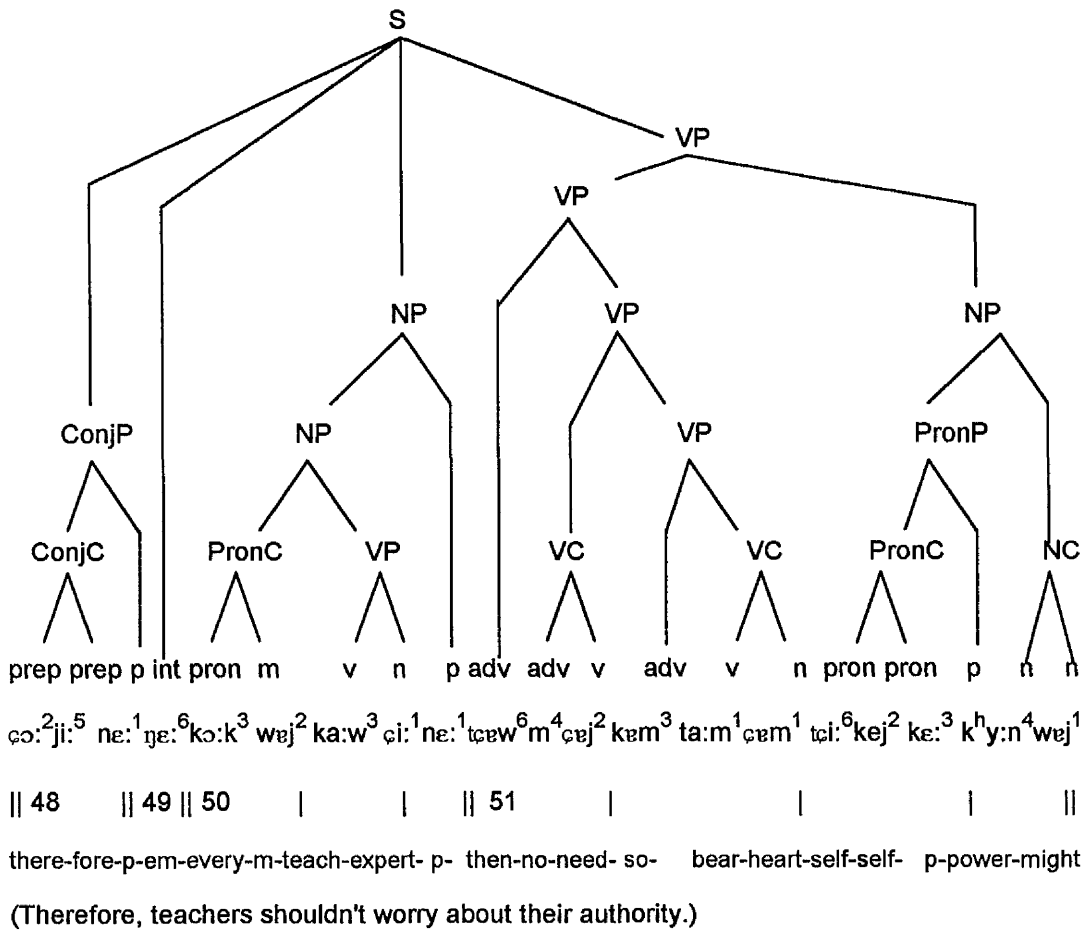 S
VP
VP
NP VP NP
ConjP NP VP PronP
ConjC PronC VP VC VC PronC NC
prep prep p int pron m v n p adv adv v adv v n pron pron p n n
ɕɔ:²ji:⁵ nɛ:¹ŋɛ:⁶kɔ:k³ wɐj² ka:w³ ɕi:¹nɛ:¹tɕɐw⁶m⁴ɕɐj² kɐm³ ta:m¹ɕɐm¹ tɕi:⁶kej² kɛ:³ kʰy:n⁴wɐj¹
|| 48 || 49 || 50 | | || 51 | | | ||
there-fore-p-em-every-m-teach-expert- p- then-no-need- so- bear-heart-self-self- p-power-might
(Therefore, teachers shouldn't worry about their authority.)